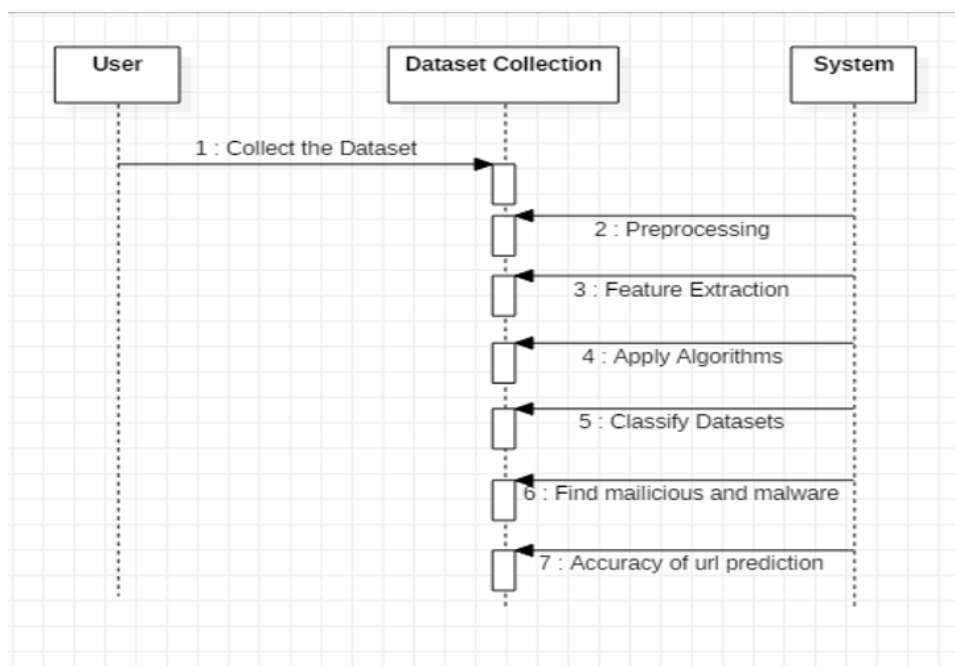 User
Dataset Collection
System
1 : Collect the Dataset
2 : Preprocessing
3 : Feature Extraction
4 : Apply Algorithms
5 : Classify Datasets
6 : Find mailicious and malware
7 : Accuracy of url prediction